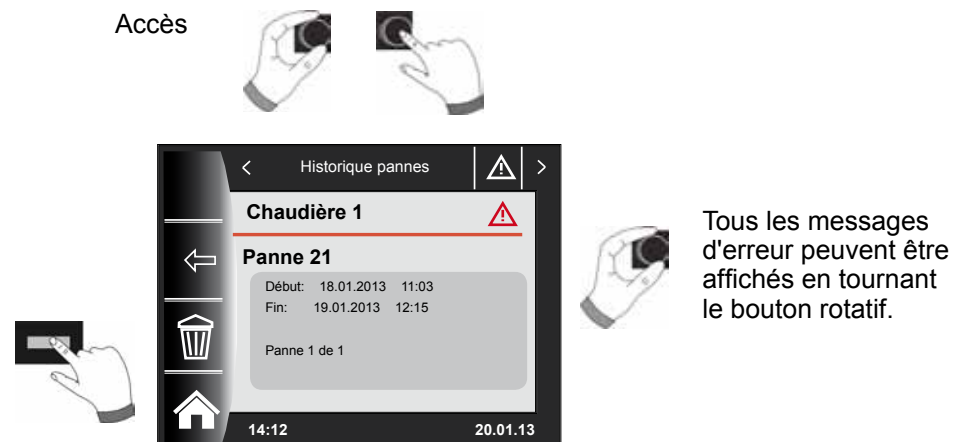 Accès
< Historique pannes >
Chaudière 1
Panne 21
Début: 18.01.2013 11:03
Fin: 19.01.2013 12:15
Panne 1 de 1
14:12 20.01.13
Tous les messages
d'erreur peuvent être
affichés en tournant
le bouton rotatif.